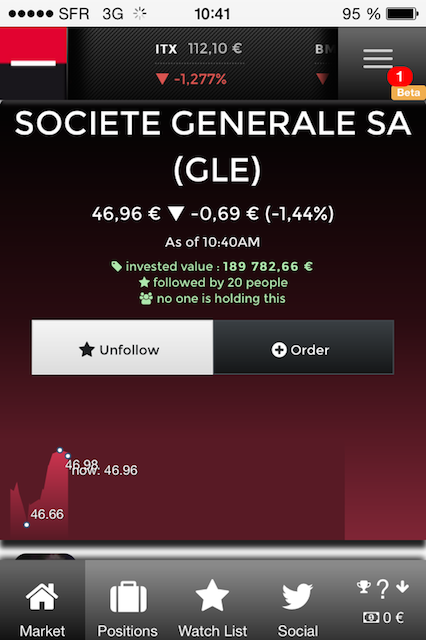 SFR 3G 10:41 95 %
ITX 112,10 € BM
▼ -1,277% ▼
1
Beta
SOCIETE GENERALE SA
(GLE)
46,96 € ▼ -0,69 € (-1,44%)
As of 10:40AM
invested value : 189 782,66 €
followed by 20 people
no one is holding this
Unfollow Order
46.98
now: 46.96
46.66
?
0 €
Market Positions Watch List Social